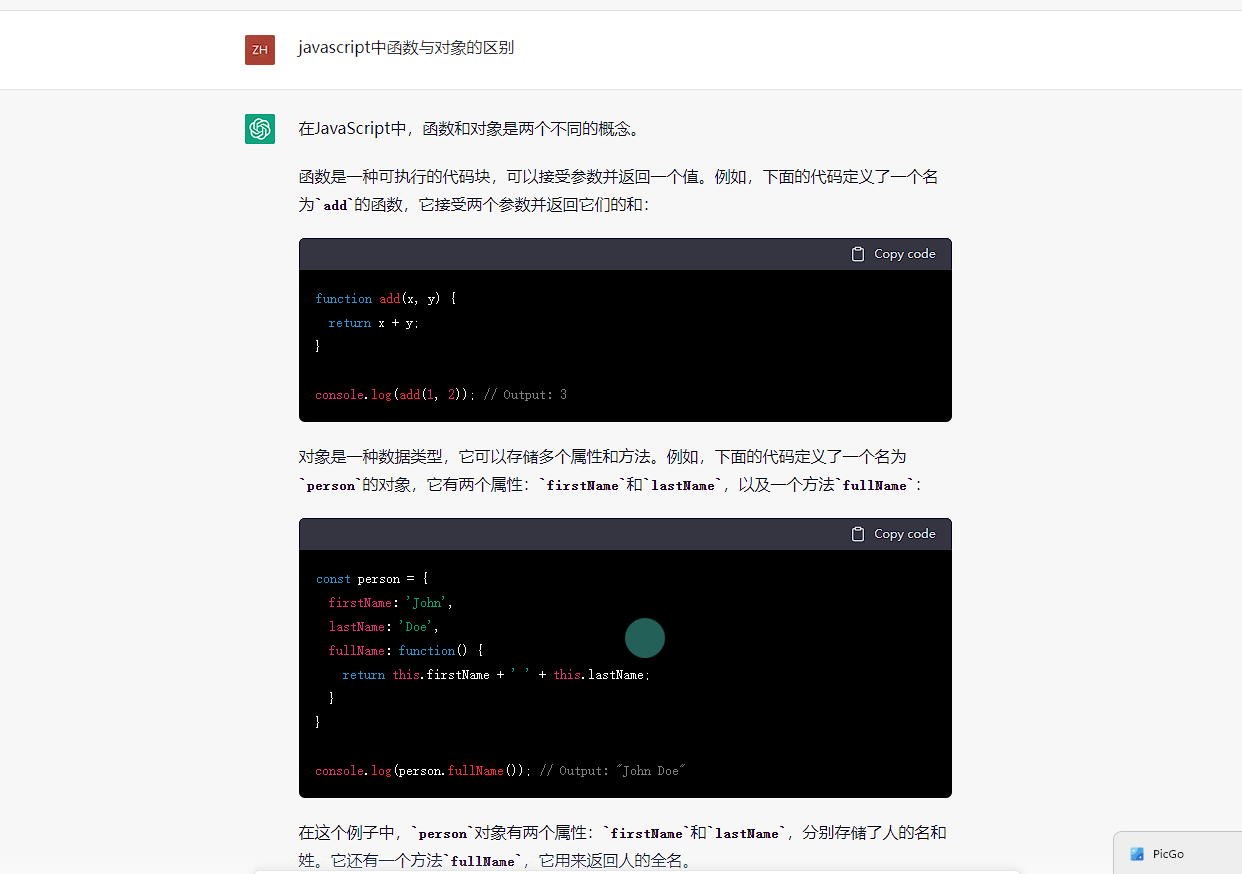 ZH
javascript中函数与对象的区别
在JavaScript中，函数和对象是两个不同的概念。
函数是一种可执行的代码块，可以接受参数并返回一个值。例如，下面的代码定义了一个名
为`add`的函数，它接受两个参数并返回它们的和：
Copy code
function add(x, y) {
  return x + y;
}
console.log(add(1, 2)); // Output: 3
对象是一种数据类型，它可以存储多个属性和方法。例如，下面的代码定义了一个名为
`person`的对象，它有两个属性：`firstName`和`lastName`，以及一个方法`fullName`：
Copy code
const person = {
  firstName: 'John',
  lastName: 'Doe',
  fullName: function() {
    return this.firstName + ' ' + this.lastName;
  }
}
console.log(person.fullName()); // Output: "John Doe"
在这个例子中，`person`对象有两个属性：`firstName`和`lastName`，分别存储了人的名和
姓。它还有一个方法`fullName`，它用来返回人的全名。
PicGo